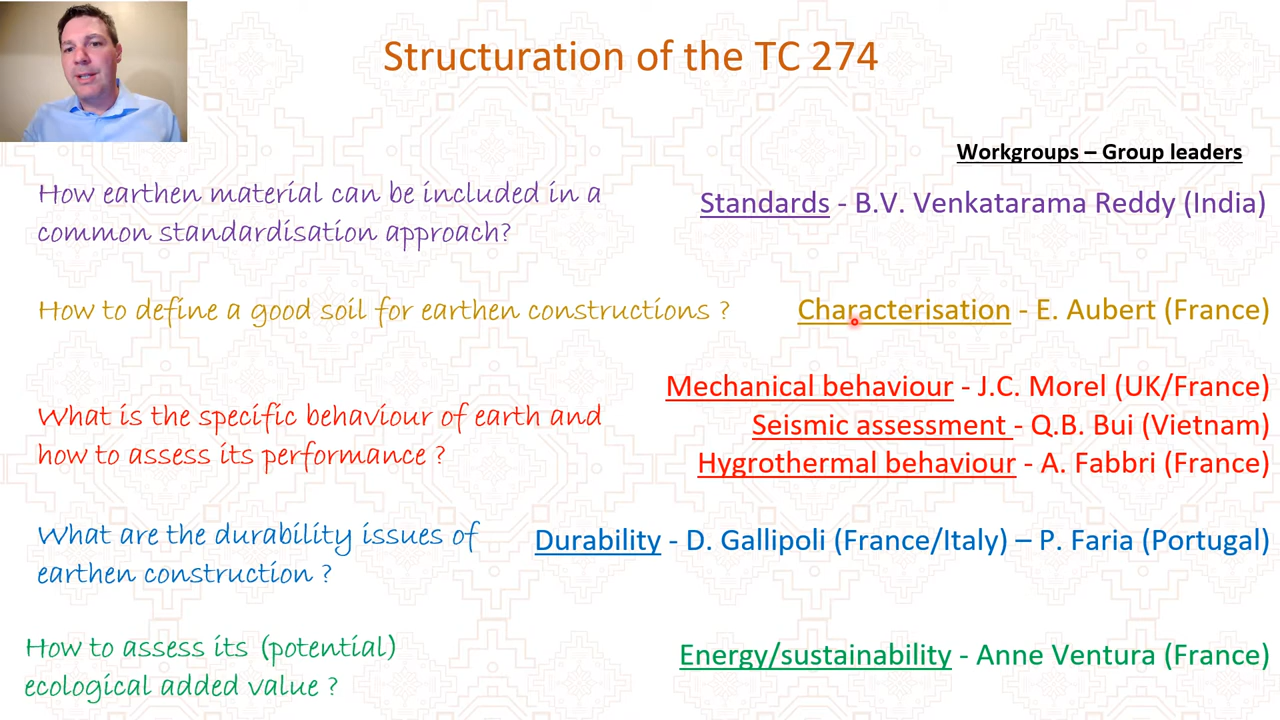 Structuration of the TC 274
Workgroups – Group leaders
How earthen material can be included in a
common standardisation approach?
Standards - B.V. Venkatarama Reddy (India)
How to define a good soil for earthen constructions ?
Characterisation - E. Aubert (France)
What is the specific behaviour of earth and
how to assess its performance ?
Mechanical behaviour - J.C. Morel (UK/France)
Seismic assessment - Q.B. Bui (Vietnam)
Hygrothermal behaviour - A. Fabbri (France)
What are the durability issues of
earthen construction ?
Durability - D. Gallipoli (France/Italy) – P. Faria (Portugal)
How to assess its (potential)
ecological added value ?
Energy/sustainability - Anne Ventura (France)